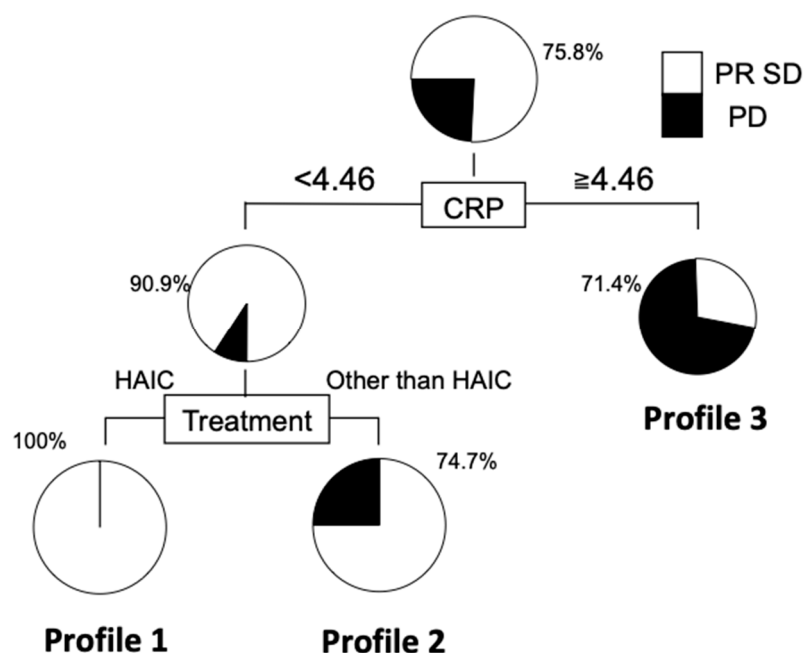 75.8%
PR SD
PD
<4.46
≧4.46
CRP
90.9%
71.4%
HAIC
Other than HAIC
Treatment
Profile 3
100%
74.7%
Profile 1
Profile 2